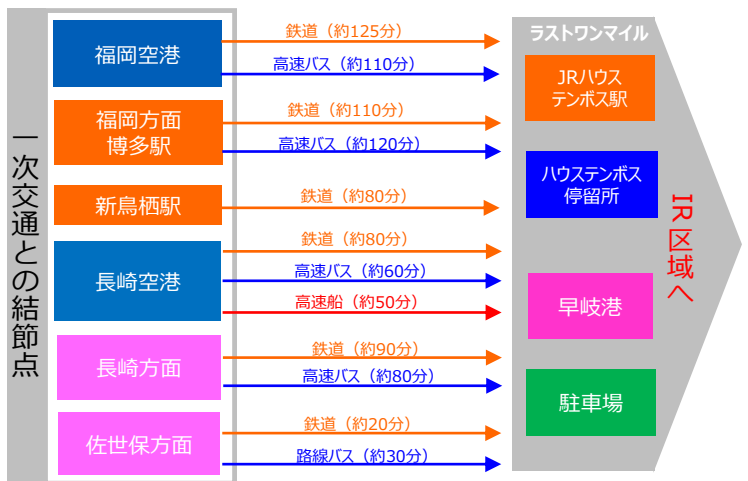 一次交通との結節点
福岡空港
鉄道（約125分）
高速バス（約110分）
福岡方面
博多駅
鉄道（約110分）
高速バス（約120分）
新鳥栖駅
鉄道（約80分）
長崎空港
鉄道（約80分）
高速バス（約60分）
高速船（約50分）
長崎方面
鉄道（約90分）
高速バス（約80分）
佐世保方面
鉄道（約20分）
路線バス（約30分）
ラストワンマイル
JRハウス
テンボス駅
ハウステンボス
停留所
早岐港
駐車場
IR区域へ